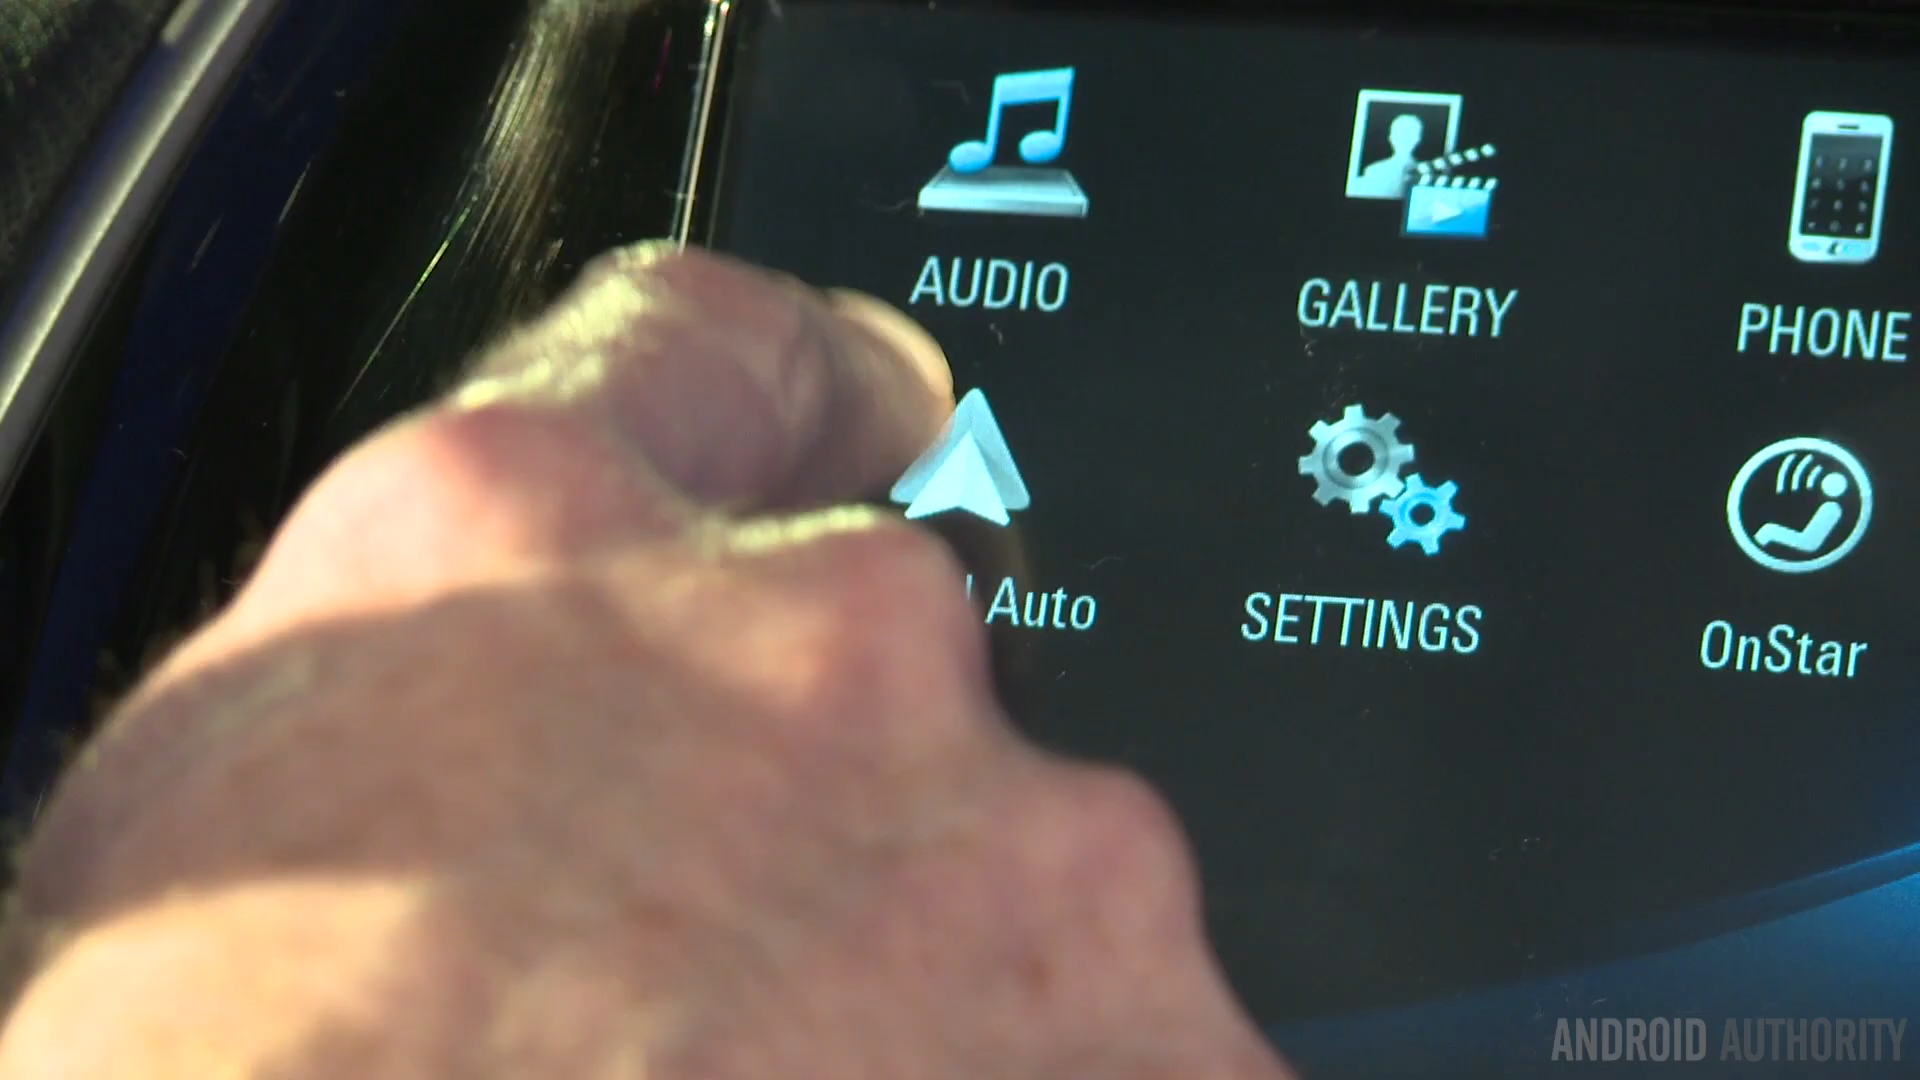 AUDIO
GALLERY
PHONE
Auto
SETTINGS
OnStar
ANDROID AUTHORITY